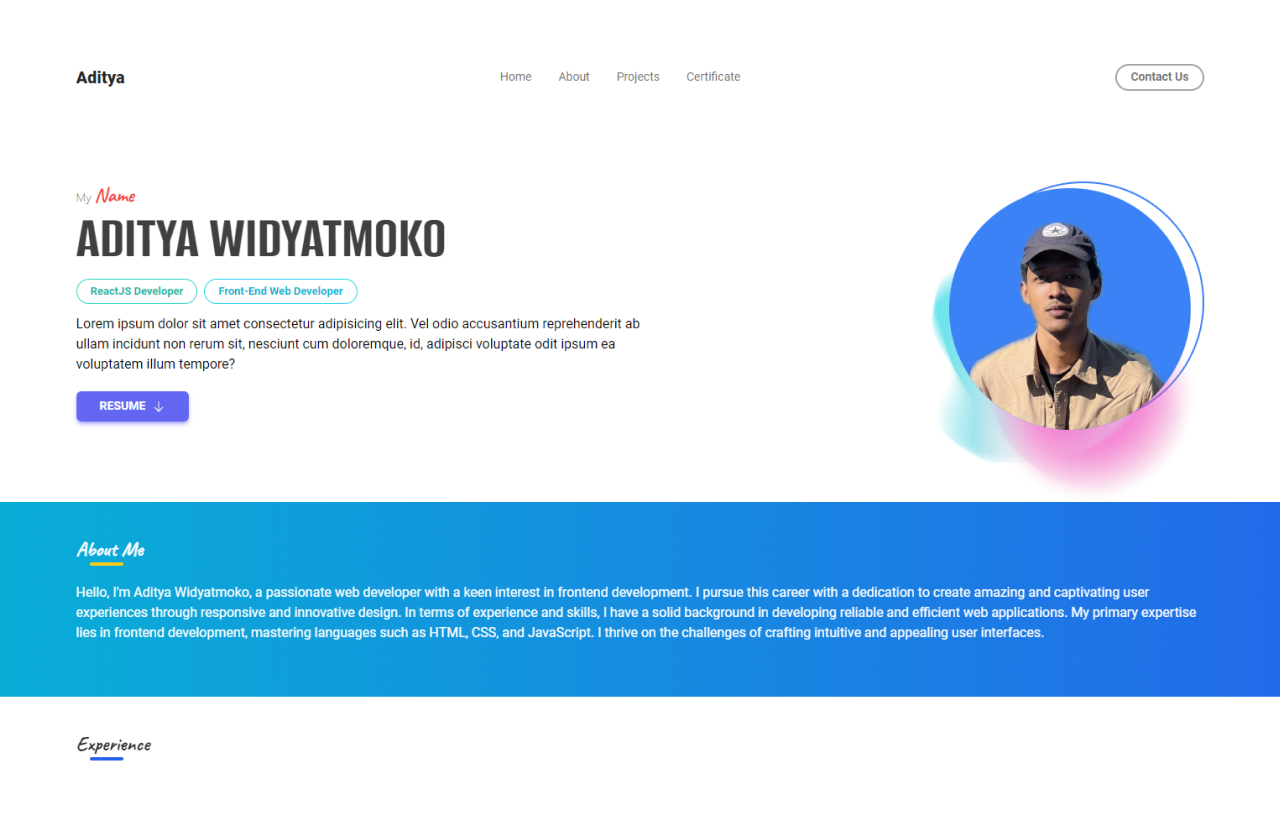 Aditya
Home About Projects Certificate
Contact Us
My Name
ADITYA WIDYATMOKO
ReactJS Developer
Front-End Web Developer
Lorem ipsum dolor sit amet consectetur adipisicing elit. Vel odio accusantium reprehenderit ab
ullam incidunt non rerum sit, nesciunt cum doloremque, id, adipisci voluptate odit ipsum ea
voluptatem illum tempore?
RESUME
About Me
Hello, I'm Aditya Widyatmoko, a passionate web developer with a keen interest in frontend development. I pursue this career with a dedication to create amazing and captivating user
experiences through responsive and innovative design. In terms of experience and skills, I have a solid background in developing reliable and efficient web applications. My primary expertise
lies in frontend development, mastering languages such as HTML, CSS, and JavaScript. I thrive on the challenges of crafting intuitive and appealing user interfaces.
Experience